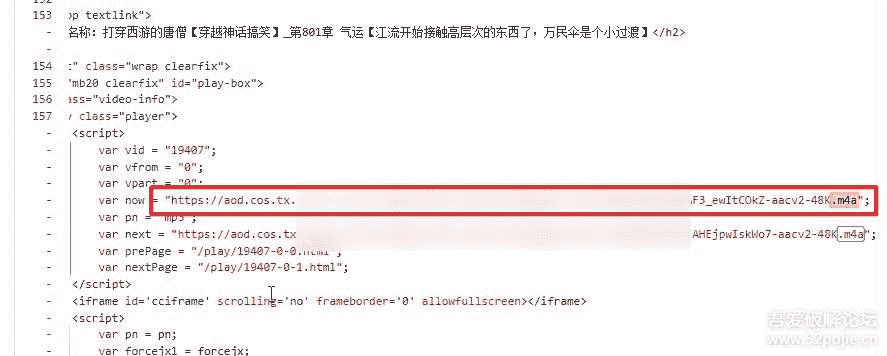 153
op textlink">
- 名称: 打穿西游的唐僧【穿越神话搞笑】_第801章 气运【江流开始接触高层次的东西了，万民伞是个小过渡】</h2>
-
154 :" class="wrap clearfix">
155 "mb20 clearfix" id="play-box">
156 ass="video-info">
157 / class="player">
- <script>
- var vid = "19407";
- var vfrom = "0";
- var vpart = "0";
- var now = "https://aod.cos.tx. F3_ewItCOkZ-aacv2-48K.m4a";
- var pn = "mp3";
- var next = "https://aod.cos.tx AHEjpwIskWo7-aacv2-48K.m4a";
- var prePage = "/play/19407-0-0.html";
- var nextPage = "/play/19407-0-1.html";
- </script>
- <iframe id='cciframe' scrolling='no' frameborder='0' allowfullscreen></iframe>
- <script>
- var pn = pn;
- var forcejx1 = forcejx;
吾爱破解论坛
www.52pojie.cn